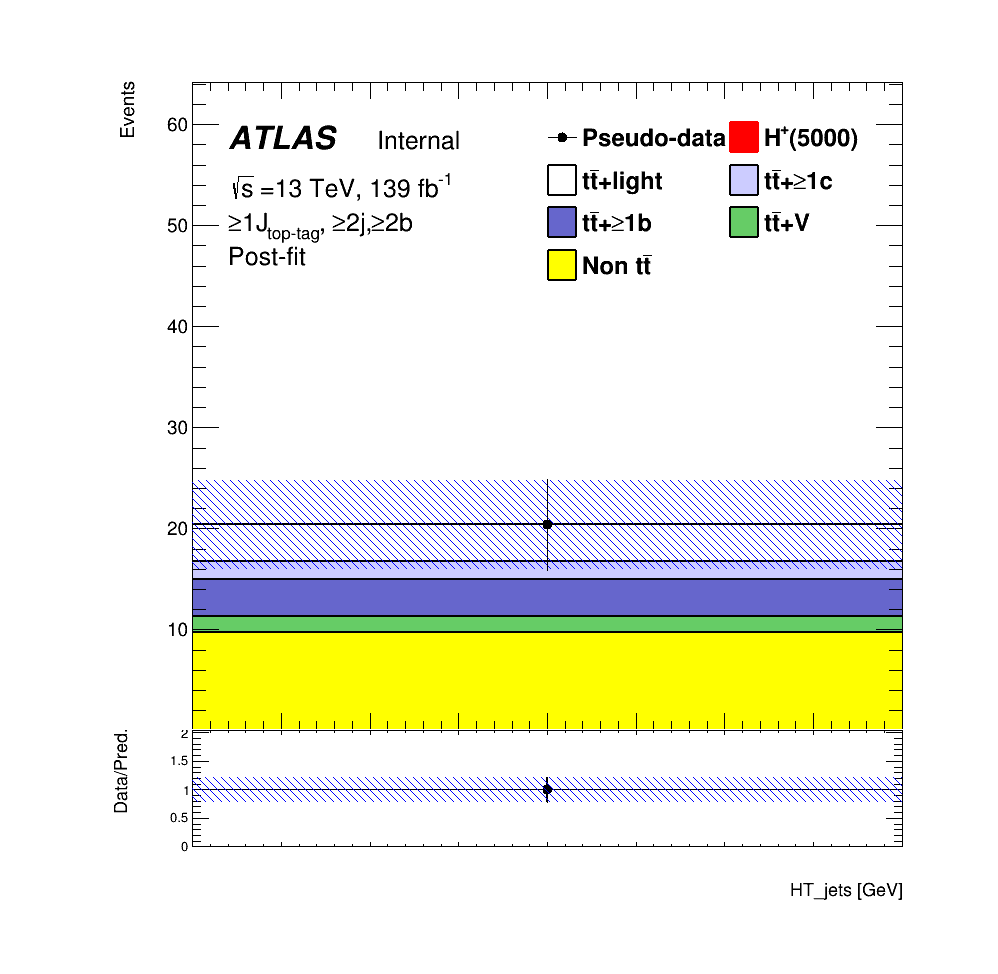 Events
60
50
40
30
20
10
ATLAS Internal
√s =13 TeV, 139 fb⁻¹
≥1J_top-tag, ≥2j,≥2b
Post-fit
Pseudo-data
H⁺(5000)
tt̄+light
tt̄+≥1c
tt̄+≥1b
tt̄+V
Non tt̄
Data/Pred.
2
1.5
1
0.5
0
HT_jets [GeV]